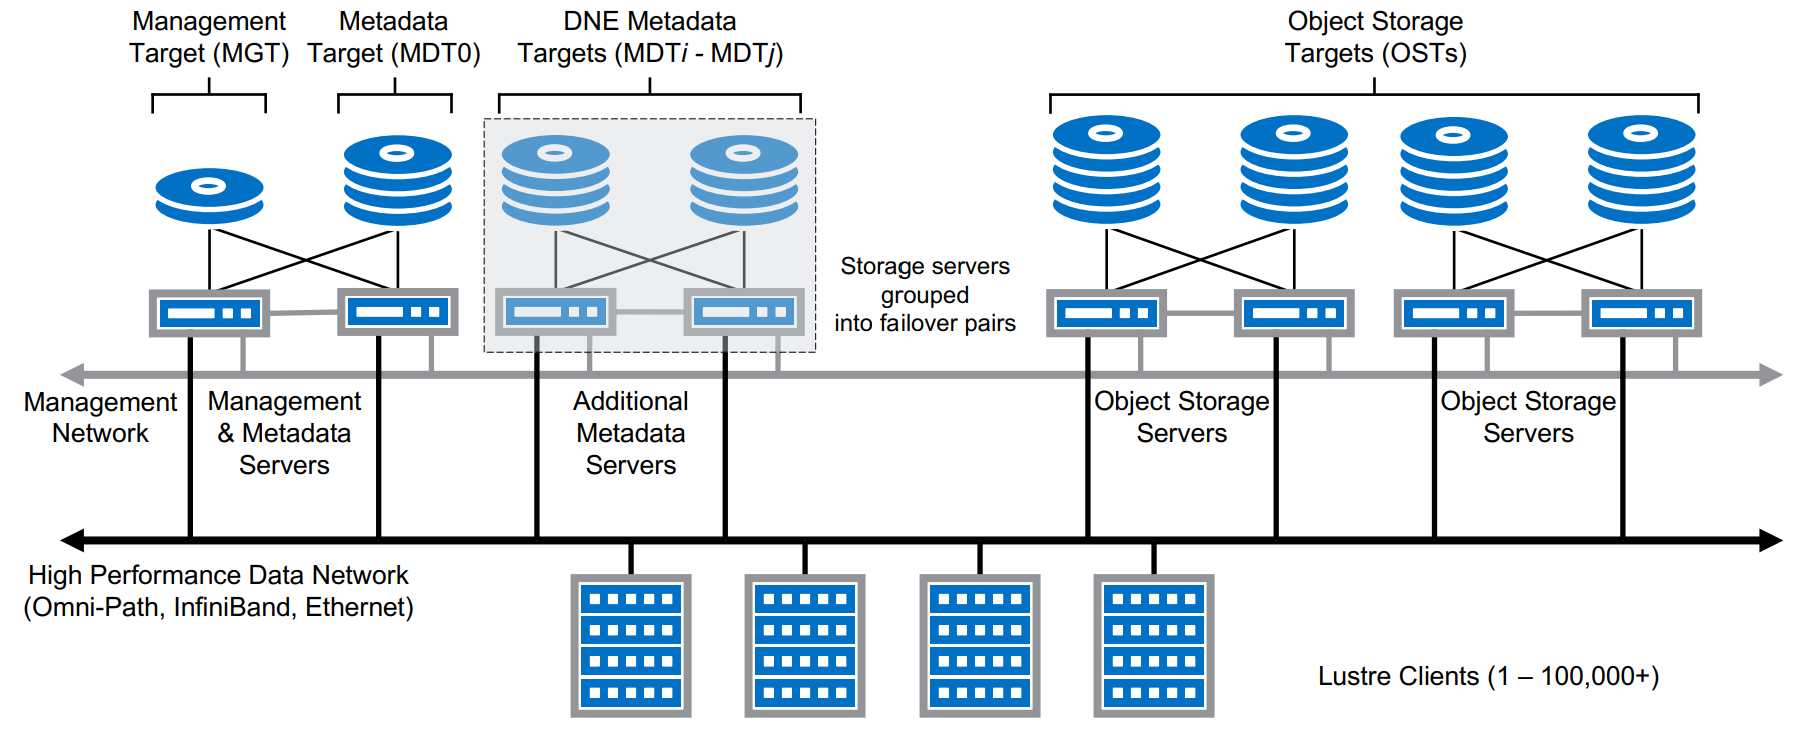 Management
Target (MGT)
Metadata
Target (MDT0)
DNE Metadata
Targets (MDTi - MDTj)
Object Storage
Targets (OSTs)
Storage servers
grouped
into failover pairs
Management
Network
Management
& Metadata
Servers
Additional
Metadata
Servers
Object Storage
Servers
Object Storage
Servers
High Performance Data Network
(Omni-Path, InfiniBand, Ethernet)
Lustre Clients (1 – 100,000+)